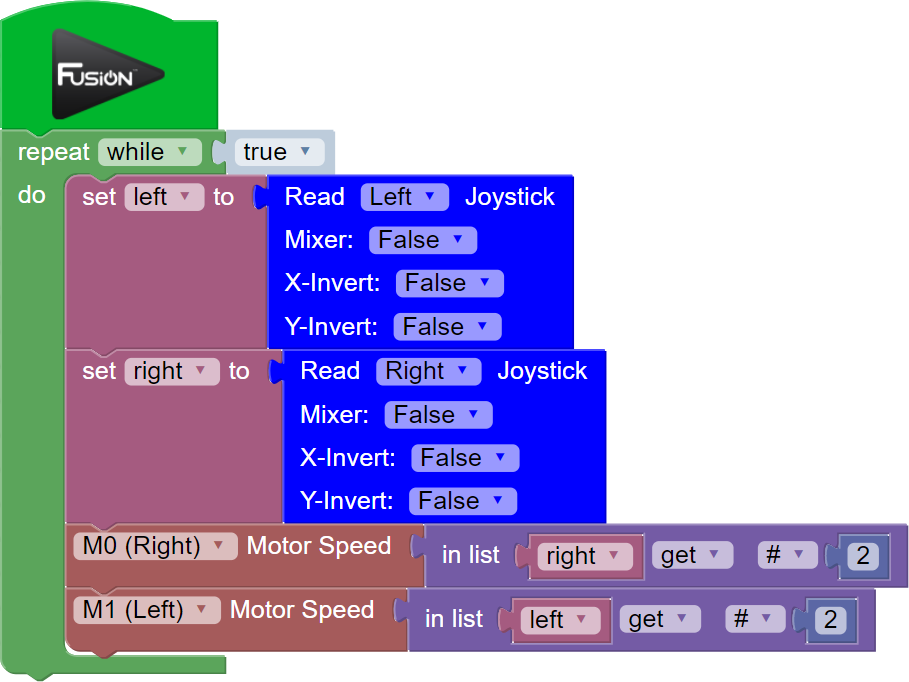 FUSION™
repeat while true
do set left to Read Left Joystick
Mixer: False
X-Invert: False
Y-Invert: False
set right to Read Right Joystick
Mixer: False
X-Invert: False
Y-Invert: False
M0 (Right) Motor Speed in list right get # 2
M1 (Left) Motor Speed in list left get # 2